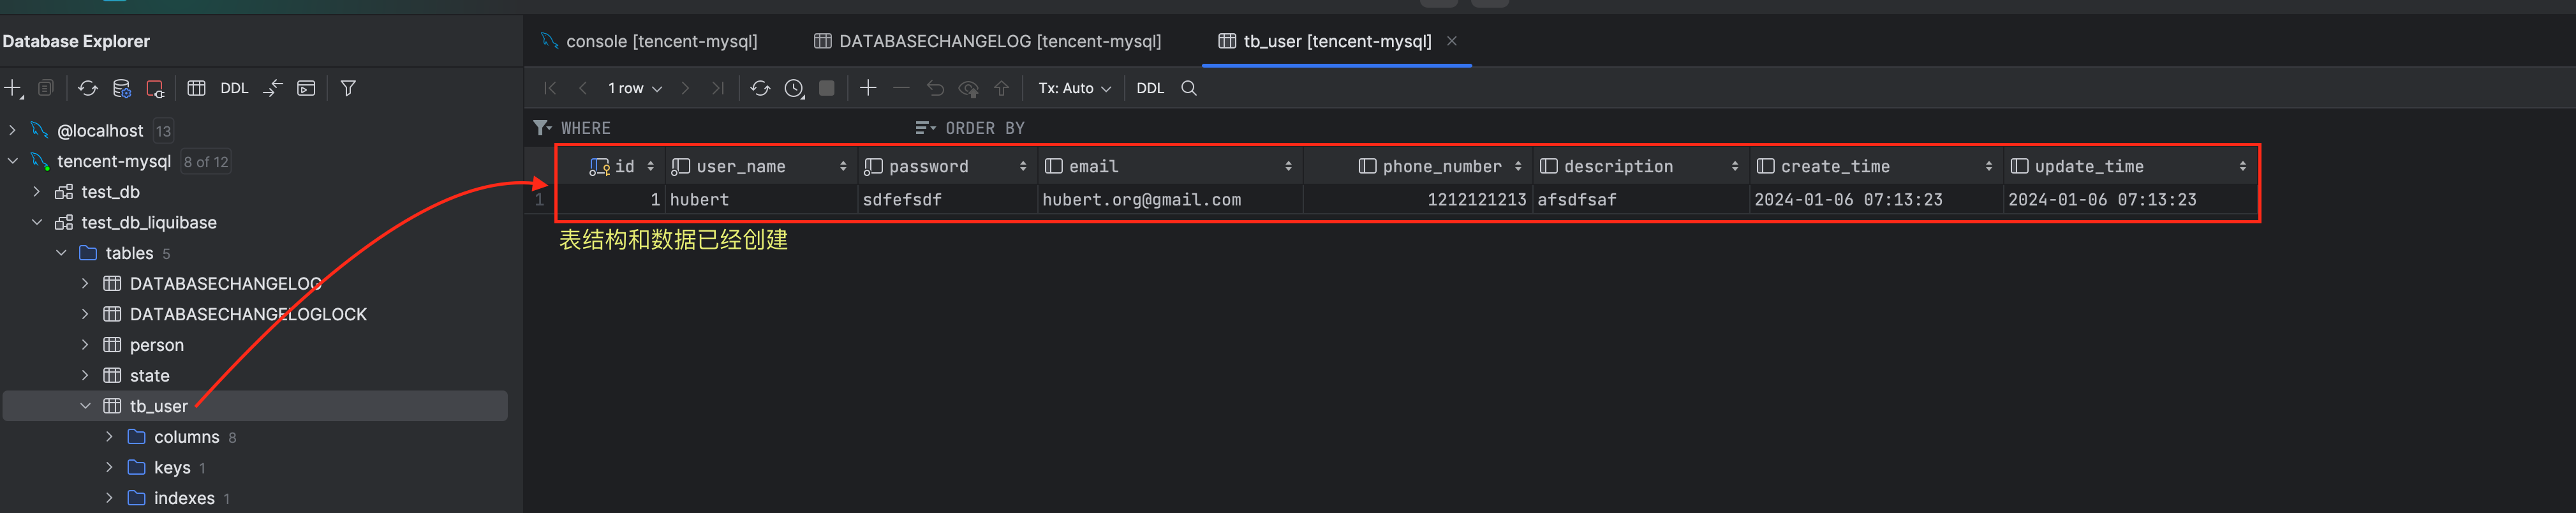 Database Explorer
console [tencent-mysql]
DATABASECHANGELOG [tencent-mysql]
tb_user [tencent-mysql]
DDL
1 row
Tx: Auto
DDL
WHERE
ORDER BY
@localhost 13
tencent-mysql 8 of 12
test_db
test_db_liquibase
tables 5
DATABASECHANGELOG
DATABASECHANGELOGLOCK
person
state
tb_user
columns 8
keys 1
indexes 1
id user_name password email phone_number description create_time update_time
1 1 hubert sdfefsdf hubert.org@gmail.com 1212121213 afsdfsaf 2024-01-06 07:13:23 2024-01-06 07:13:23
表结构和数据已经创建